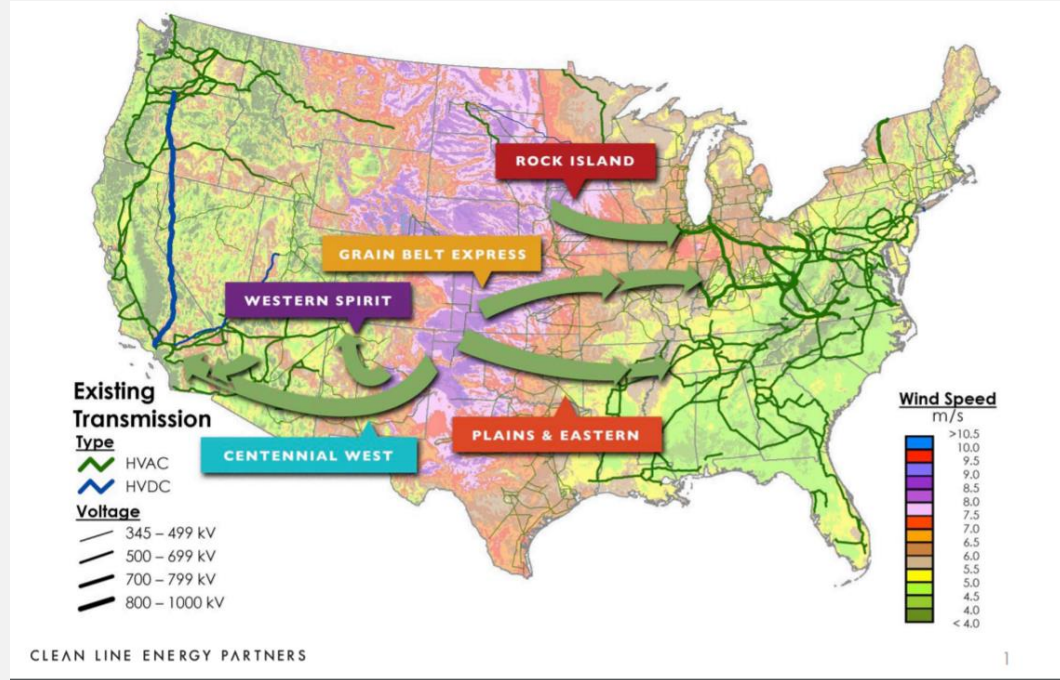 ROCK ISLAND
GRAIN BELT EXPRESS
WESTERN SPIRIT
CENTENNIAL WEST
PLAINS & EASTERN
Existing
Transmission
Type
HVAC
HVDC
Voltage
345 – 499 kV
500 – 699 kV
700 – 799 kV
800 – 1000 kV
Wind Speed
m/s
>10.5
10.0
9.5
9.0
8.5
8.0
7.5
7.0
6.5
6.0
5.5
5.0
4.5
4.0
< 4.0
CLEAN LINE ENERGY PARTNERS
1